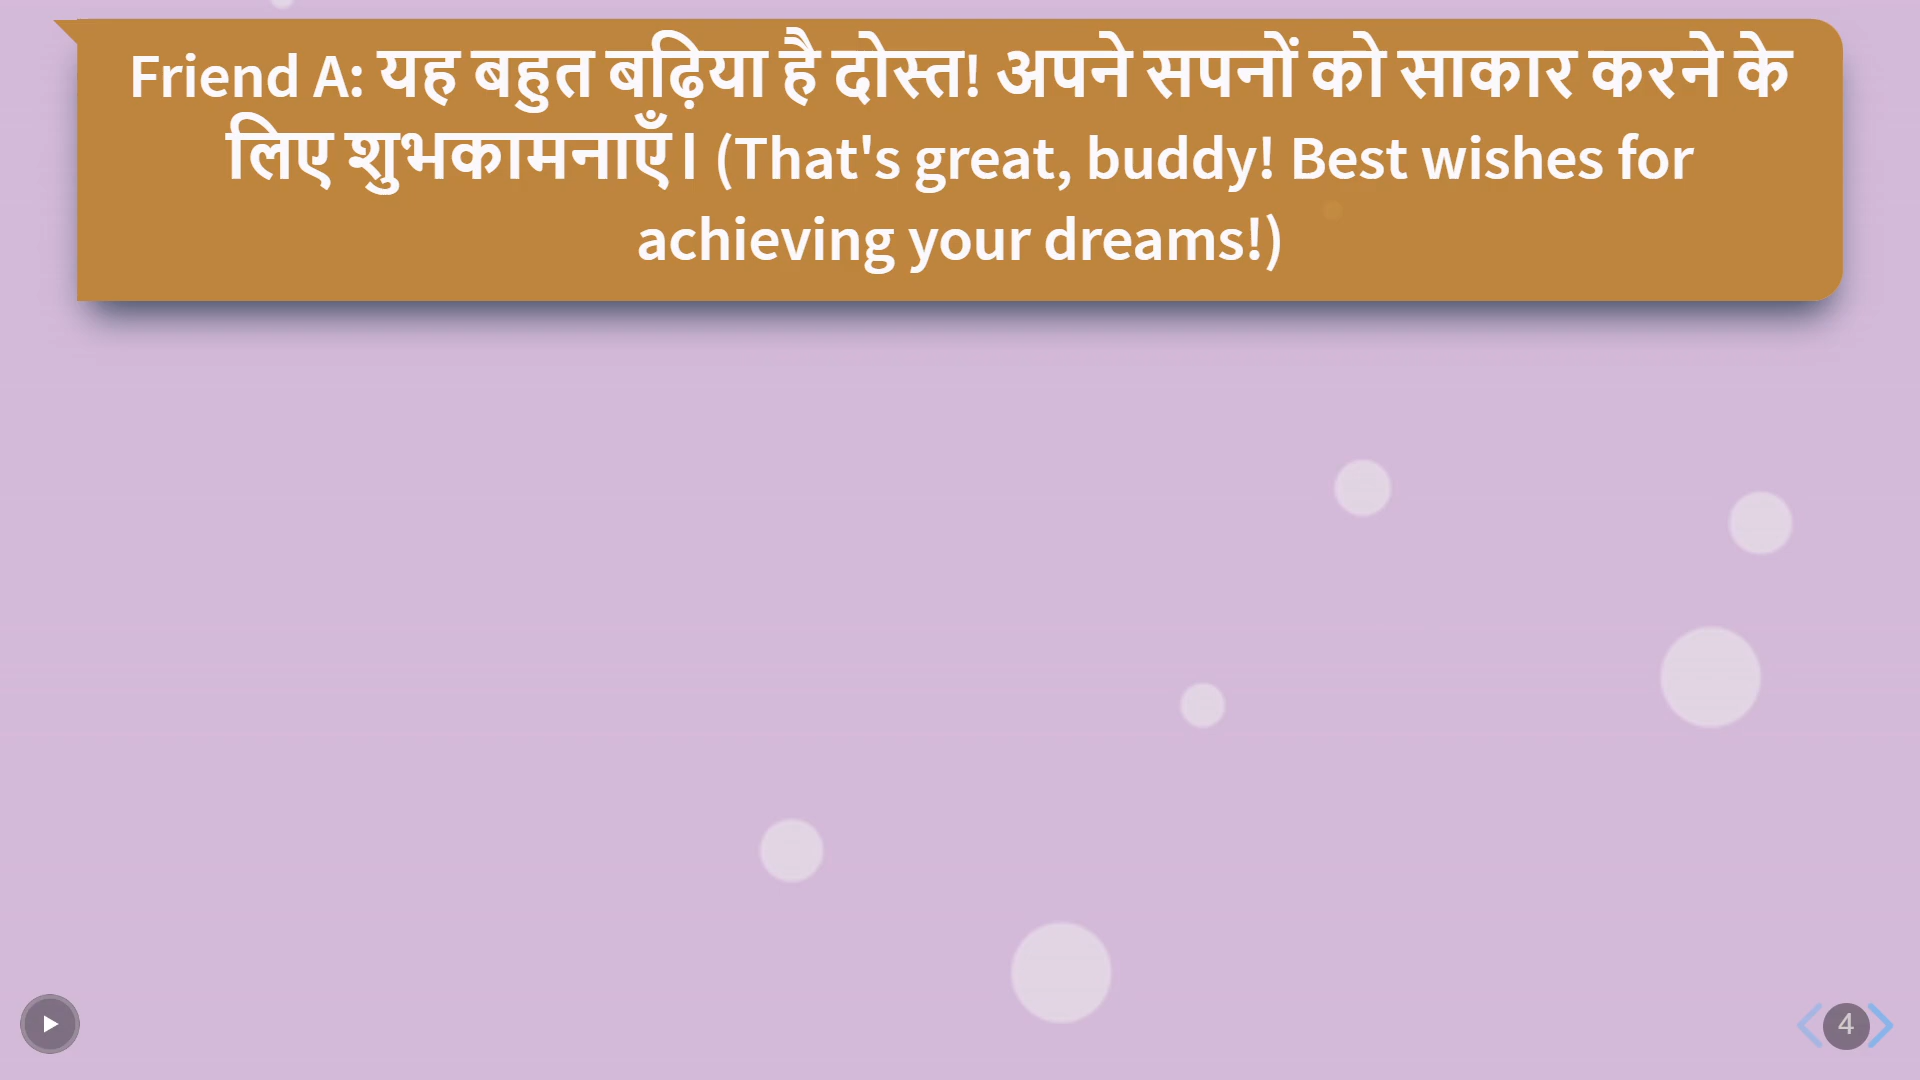 Friend A: यह बहुत बढ़िया है दोस्त! अपने सपनों को साकार करने के
लिए शुभकामनाएँ। (That's great, buddy! Best wishes for
achieving your dreams!)
4